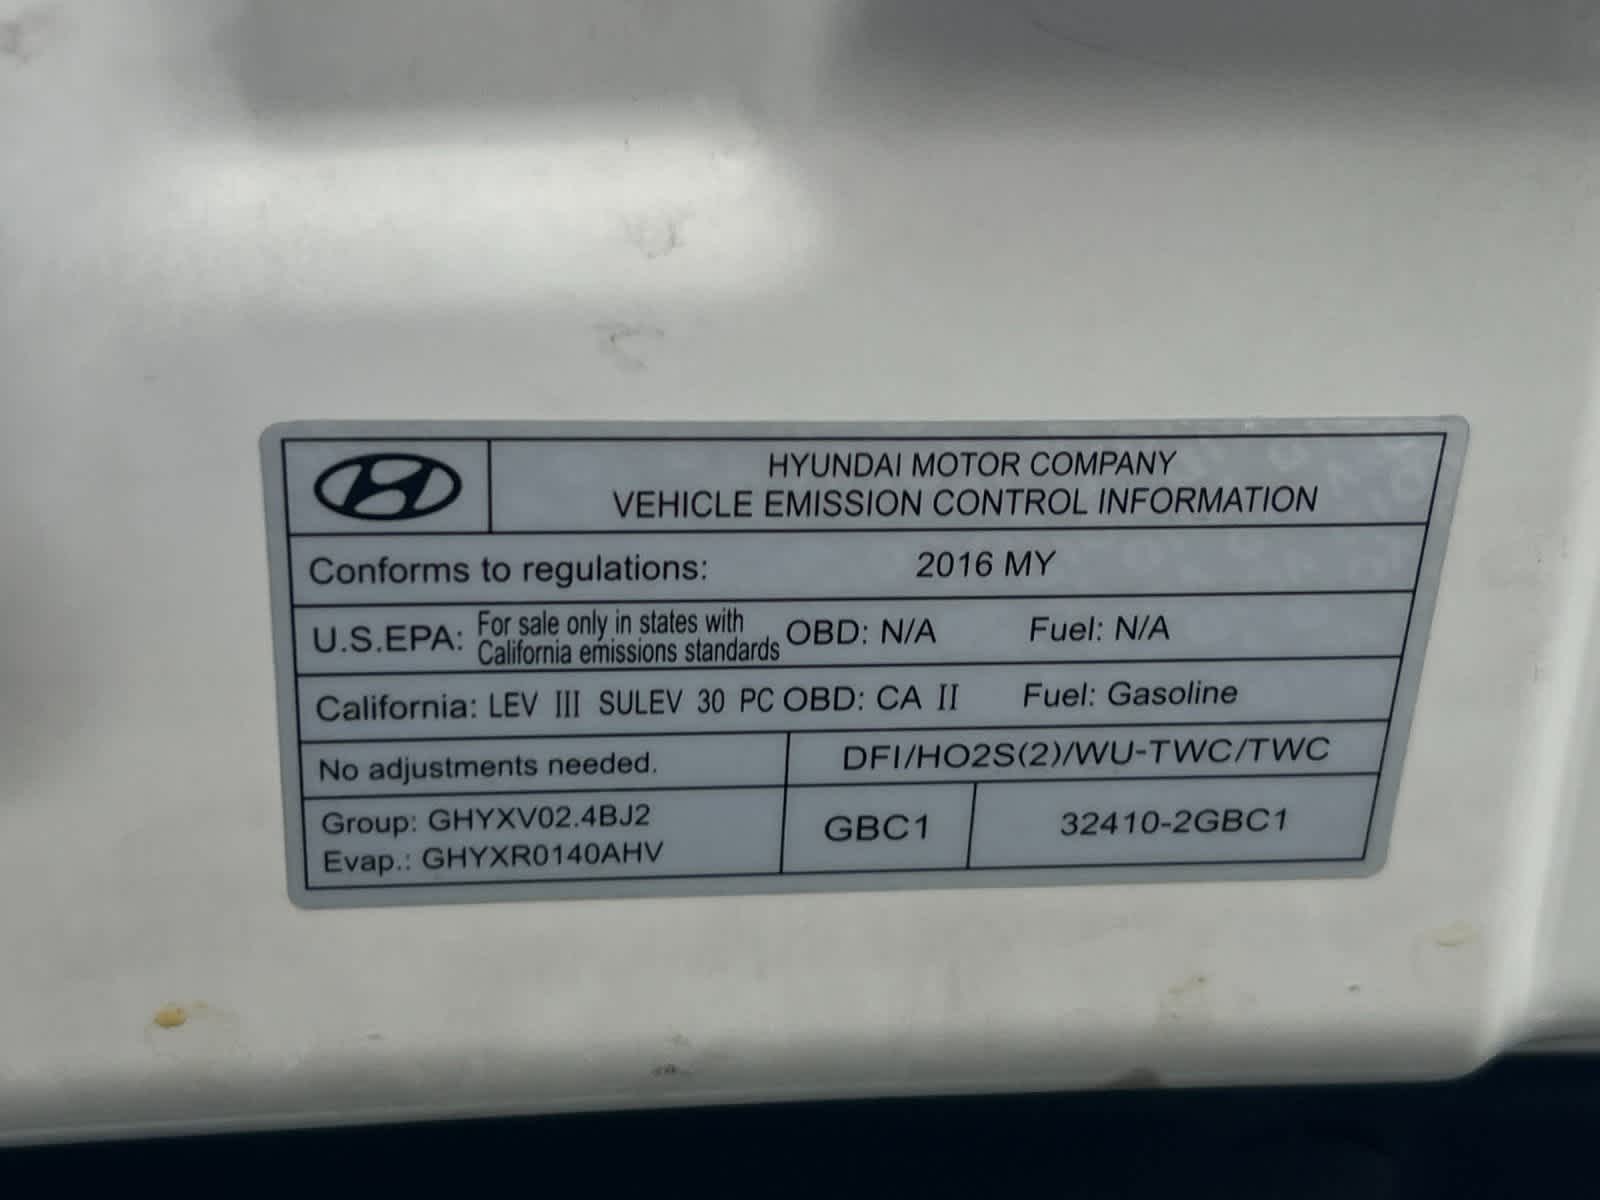 HYUNDAI MOTOR COMPANY
VEHICLE EMISSION CONTROL INFORMATION
Conforms to regulations: 2016 MY
U.S.EPA: For sale only in states with California emissions standards OBD: N/A Fuel: N/A
California: LEV III SULEV 30 PC OBD: CA II Fuel: Gasoline
No adjustments needed. DFI/HO2S(2)/WU-TWC/TWC
Group: GHYXV02.4BJ2
Evap.: GHYXR0140AHV
GBC1 32410-2GBC1